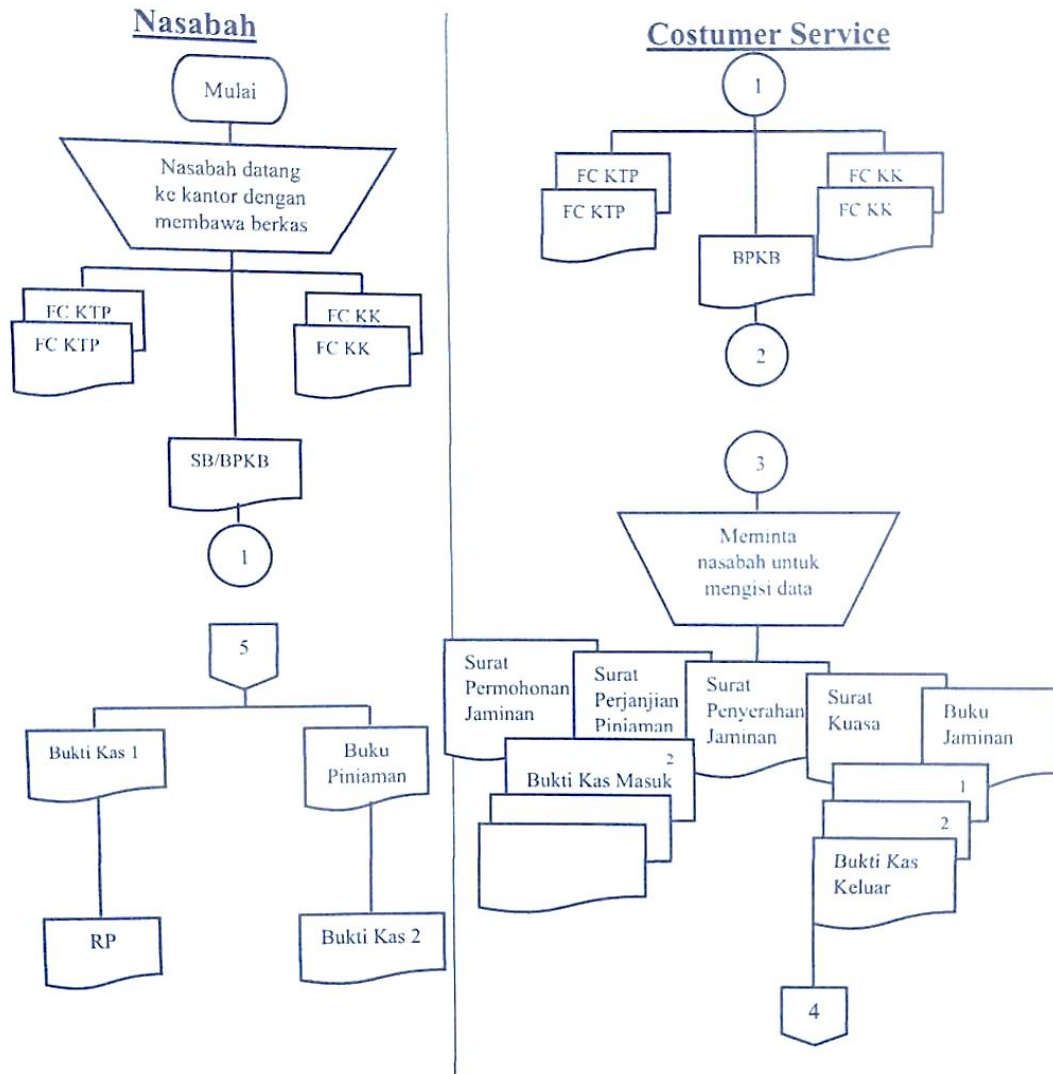 Nasabah
Mulai
Nasabah datang
ke kantor dengan
membawa berkas
FC KTP
FC KTP
FC KK
FC KK
SB/BPKB
1
5
Bukti Kas 1
Buku
Piniaman
RP
Bukti Kas 2
Costumer Service
1
FC KTP
FC KTP
FC KK
FC KK
BPKB
2
3
Meminta
nasabah untuk
mengisi data
Surat
Permohonan
Jaminan
Surat
Perjanjian
Piniaman
Surat
Penyerahan
Jaminan
Surat
Kuasa
Buku
Jaminan
2
Bukti Kas Masuk
1
2
Bukti Kas
Keluar
4